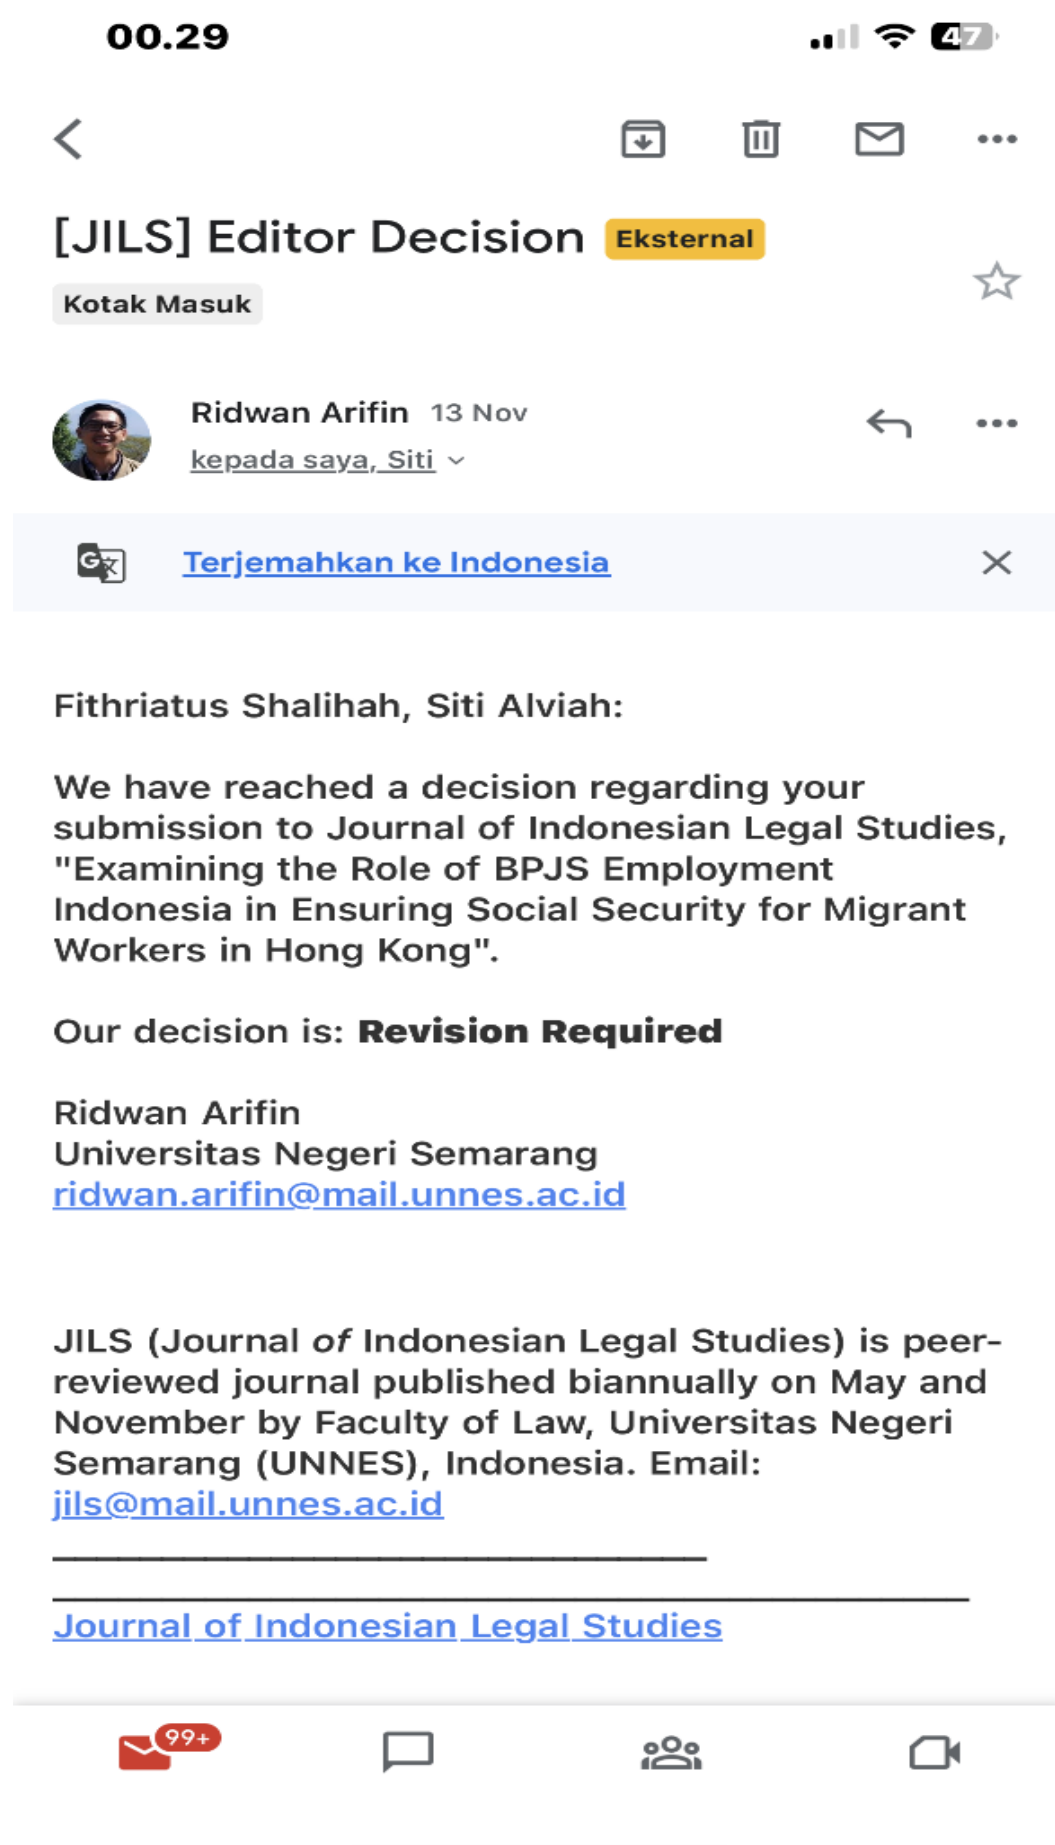 00.29
47
[JILS] Editor Decision Eksternal
Kotak Masuk
Ridwan Arifin 13 Nov
kepada saya, Siti
Terjemahkan ke Indonesia
Fithriatus Shalihah, Siti Alviah:
We have reached a decision regarding your
submission to Journal of Indonesian Legal Studies,
"Examining the Role of BPJS Employment
Indonesia in Ensuring Social Security for Migrant
Workers in Hong Kong".
Our decision is: Revision Required
Ridwan Arifin
Universitas Negeri Semarang
ridwan.arifin@mail.unnes.ac.id
JILS (Journal of Indonesian Legal Studies) is peer-
reviewed journal published biannually on May and
November by Faculty of Law, Universitas Negeri
Semarang (UNNES), Indonesia. Email:
jils@mail.unnes.ac.id
Journal of Indonesian Legal Studies
99+